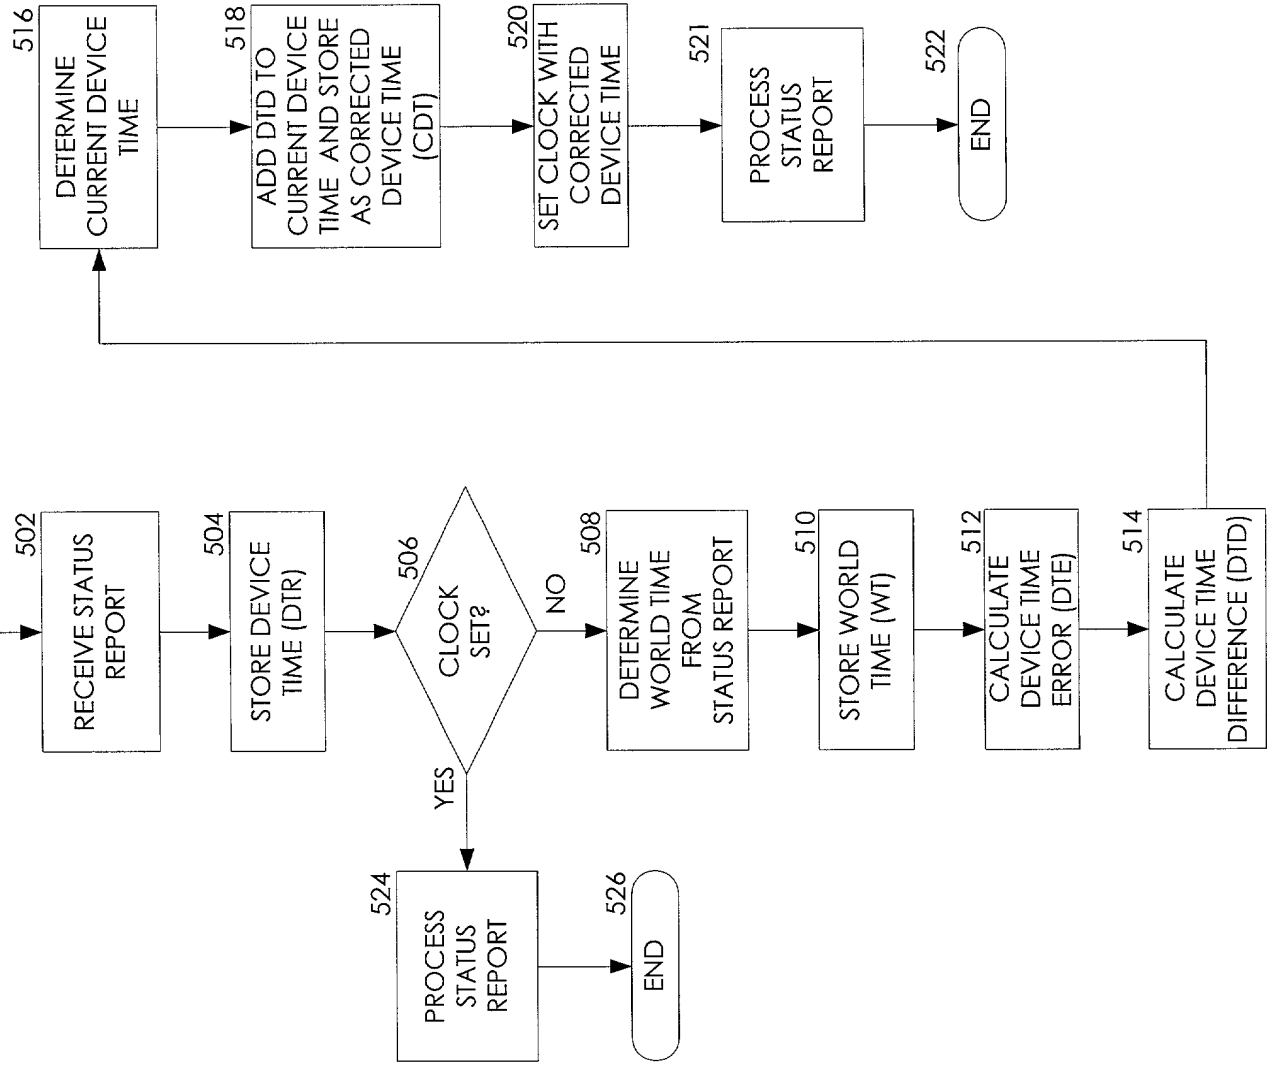 502
RECEIVE STATUS
REPORT
504
STORE DEVICE
TIME (DTR)
506
CLOCK
SET?
YES
NO
524
PROCESS
STATUS
REPORT
526
END
508
DETERMINE
WORLD TIME
FROM
STATUS REPORT
510
STORE WORLD
TIME (WT)
512
CALCULATE
DEVICE TIME
ERROR (DTE)
514
CALCULATE
DEVICE TIME
DIFFERENCE (DTD)
516
DETERMINE
CURRENT DEVICE
TIME
518
ADD DTD TO
CURRENT DEVICE
TIME AND STORE
AS CORRECTED
DEVICE TIME
(CDT)
520
SET CLOCK WITH
CORRECTED
DEVICE TIME
521
PROCESS
STATUS
REPORT
522
END